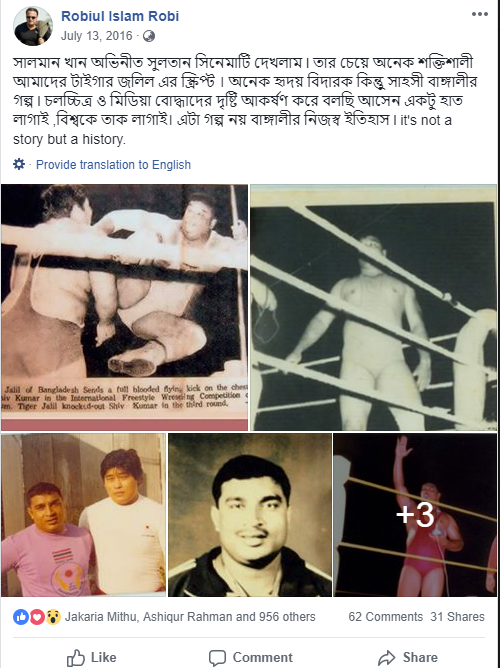 Robiul Islam Robi
July 13, 2016 ·
সালমান খান অভিনীত সুলতান সিনেমাটি দেখলাম। তার চেয়ে অনেক শক্তিশালী
আমাদের টাইগার জলিল এর স্ক্রিপ্ট । অনেক হৃদয় বিদারক কিন্তু সাহসী বাঙ্গালীর
গল্প। চলচ্চিত্র ও মিডিয়া বোদ্ধাদের দৃষ্টি আকর্ষণ করে বলছি আসেন একটু হাত
লাগাই ,বিশ্বকে তাক লাগাই। এটা গল্প নয় বাঙ্গালীর নিজস্ব ইতিহাস। it's not a
story but a history.
· Provide translation to English
Jalil of Bangladesh Sends a full blooded flying kick on the chest
hiv Kumar in the International Freestyle Wrestling Competition
m. Tiger Jalil knocked-out Shiv Komar in the third round.
+3
Jakaria Mithu, Ashiqur Rahman and 956 others
62 Comments 31 Shares
Like Comment Share